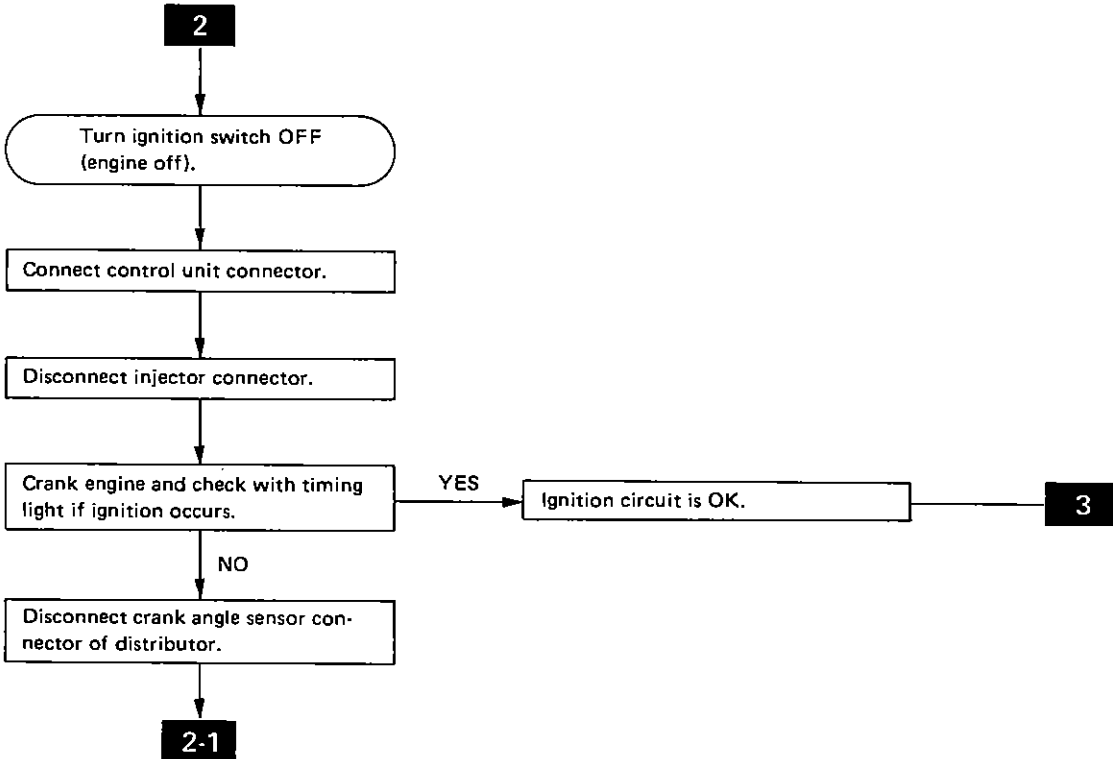 2
Turn ignition switch OFF
(engine off).
Connect control unit connector.
Disconnect injector connector.
Crank engine and check with timing
light if ignition occurs.
YES
Ignition circuit is OK.
3
NO
Disconnect crank angle sensor con-
nector of distributor.
2-1